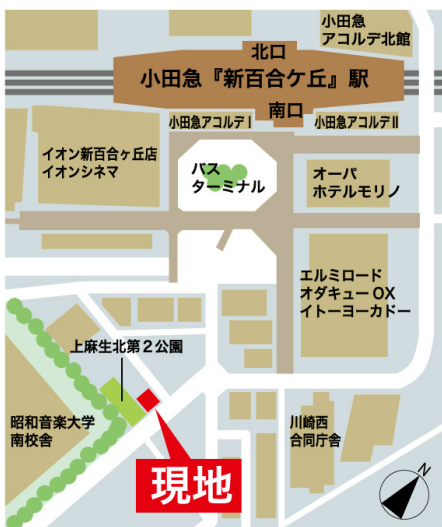 小田急
アコルデ北館
北口
小田急『新百合ケ丘』駅
南口
小田急アコルデⅠ
小田急アコルデⅡ
イオン新百合ヶ丘店
イオンシネマ
バス
ターミナル
オーパ
ホテルモリノ
エルミロード
オダキューOX
イトーヨーカドー
上麻生北第２公園
昭和音楽大学
南校舎
川崎西
合同庁舎
現地
N